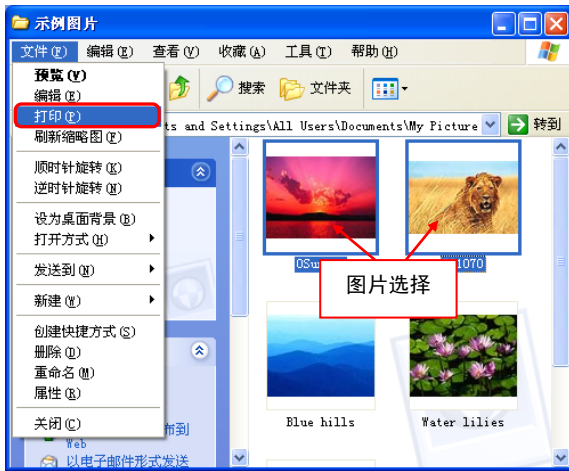 示例图片
文件(F) 编辑(E) 查看(V) 收藏(A) 工具(T) 帮助(H)
搜索 文件夹
ts and Settings\All Users\Documents\My Picture 转到
预览(V)
编辑(E)
打印(P)
刷新缩略图(F)
顺时针旋转(K)
逆时针旋转(N)
设为桌面背景(B)
打开方式(H)
发送到(N)
新建(W)
创建快捷方式(S)
删除(D)
重命名(M)
属性(R)
关闭(C)
布到
Web
以电子邮件形式发送
0Su
1070
图片选择
Blue hills
Water lilies